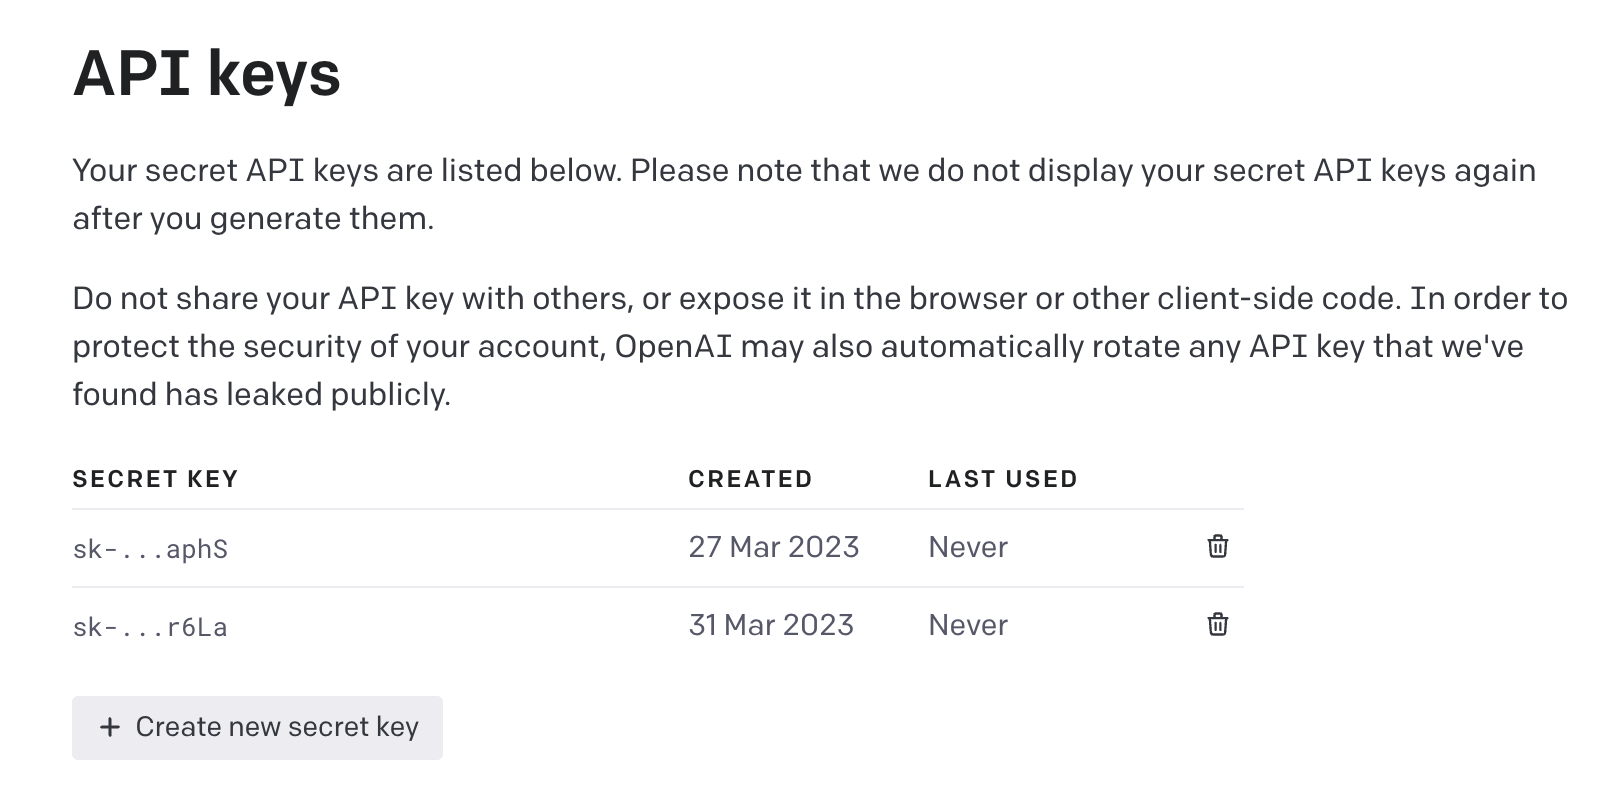 API keys
Your secret API keys are listed below. Please note that we do not display your secret API keys again
after you generate them.
Do not share your API key with others, or expose it in the browser or other client-side code. In order to
protect the security of your account, OpenAI may also automatically rotate any API key that we've
found has leaked publicly.
SECRET KEY CREATED LAST USED
sk-...aphS 27 Mar 2023 Never
sk-...r6La 31 Mar 2023 Never
+ Create new secret key